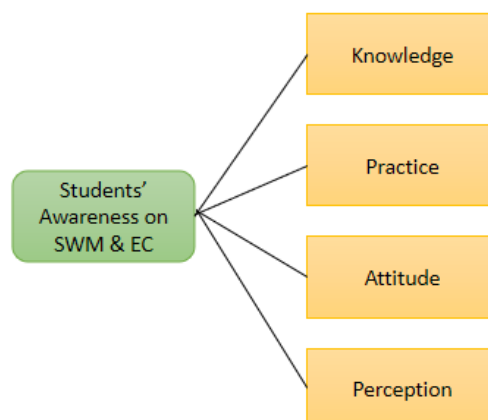 Knowledge
Practice
Students’
Awareness on
SWM & EC
Attitude
Perception